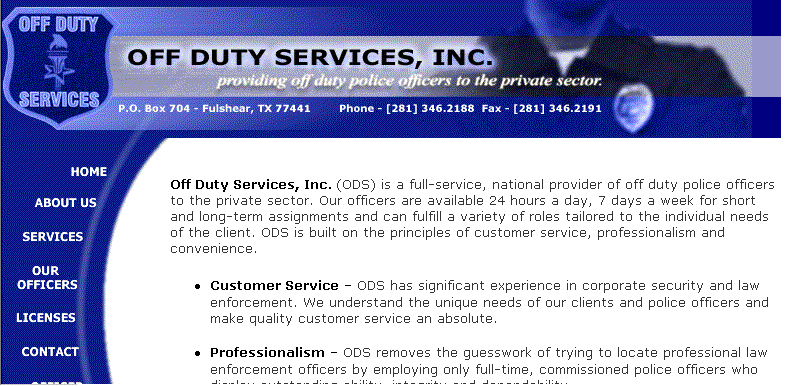 OFF DUTY
SERVICES
OFF DUTY SERVICES, INC.
providing off duty police officers to the private sector.
P.O. Box 704 - Fulshear, TX 77441 Phone - [281] 346.2188 Fax - [281] 346.2191
HOME
ABOUT US
SERVICES
OUR
OFFICERS
LICENSES
CONTACT
OFFICER
Off Duty Services, Inc. (ODS) is a full-service, national provider of off duty police officers
to the private sector. Our officers are available 24 hours a day, 7 days a week for short
and long-term assignments and can fulfill a variety of roles tailored to the individual needs
of the client. ODS is built on the principles of customer service, professionalism and
convenience.
• Customer Service – ODS has significant experience in corporate security and law
enforcement. We understand the unique needs of our clients and police officers and
make quality customer service an absolute.
• Professionalism – ODS removes the guesswork of trying to locate professional law
enforcement officers by employing only full-time, commissioned police officers who
display outstanding ability, integrity and dependability.